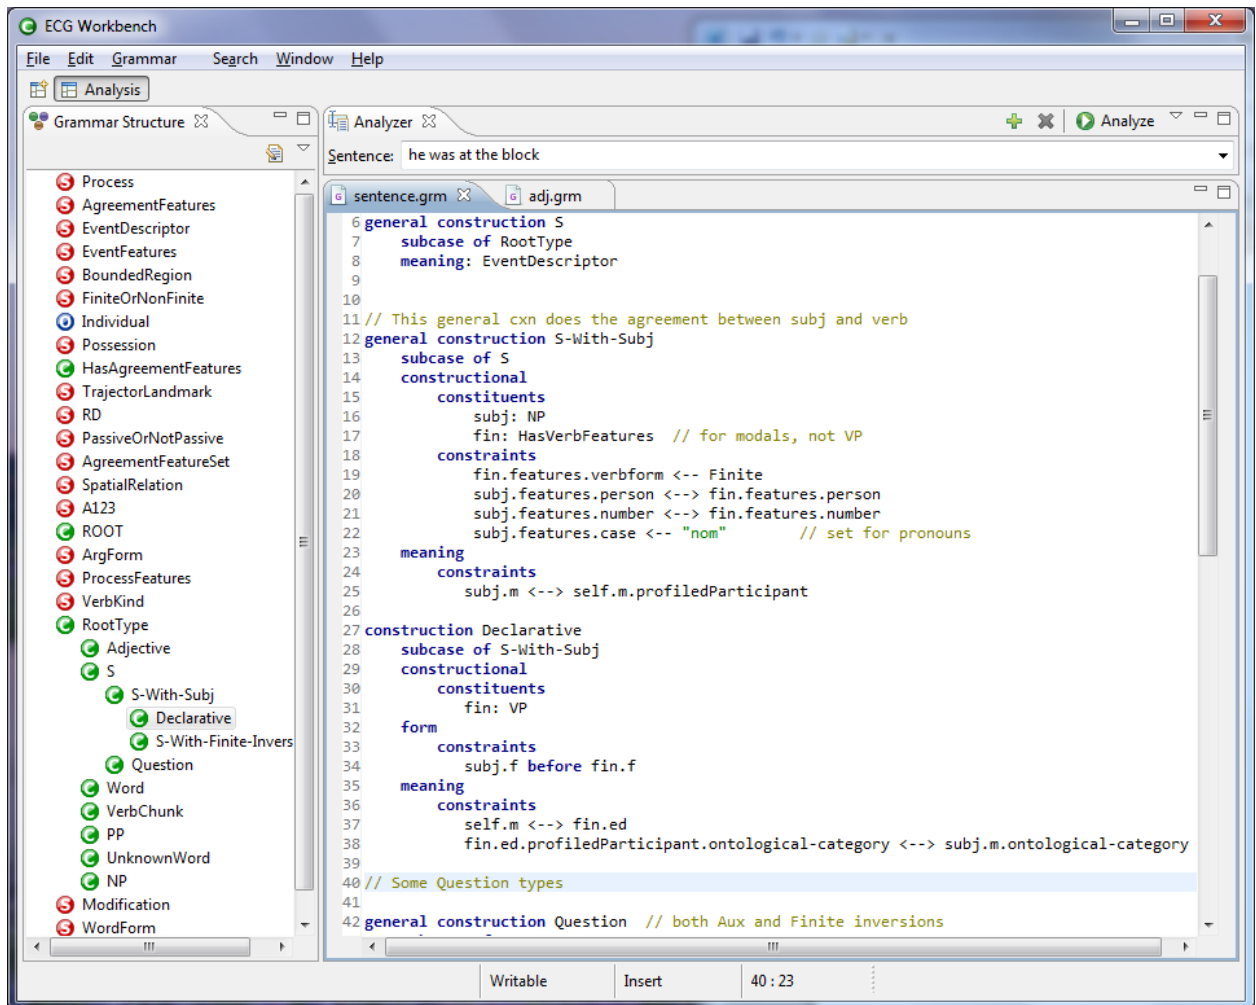 ECG Workbench
File Edit Grammar Search Window Help
Analysis
Grammar Structure
Process
AgreementFeatures
EventDescriptor
EventFeatures
BoundedRegion
FiniteOrNonFinite
Individual
Possession
HasAgreementFeatures
TrajectorLandmark
RD
PassiveOrNotPassive
AgreementFeatureSet
SpatialRelation
A123
ROOT
ArgForm
ProcessFeatures
VerbKind
RootType
Adjective
S
S-With-Subj
Declarative
S-With-Finite-Invers
Question
Word
VerbChunk
PP
UnknownWord
NP
Modification
WordForm
Analyzer
Analyze
Sentence: he was at the block
sentence.grm adj.grm
6 general construction S
7 subcase of RootType
8 meaning: EventDescriptor
9
10
11 // This general cxn does the agreement between subj and verb
12 general construction S-With-Subj
13 subcase of S
14 constructional
15 constituents
16 subj: NP
17 fin: HasVerbFeatures // for modals, not VP
18 constraints
19 fin.features.verbform <-- Finite
20 subj.features.person <--> fin.features.person
21 subj.features.number <--> fin.features.number
22 subj.features.case <-- "nom" // set for pronouns
23 meaning
24 constraints
25 subj.m <--> self.m.profiledParticipant
26
27 construction Declarative
28 subcase of S-With-Subj
29 constructional
30 constituents
31 fin: VP
32 form
33 constraints
34 subj.f before fin.f
35 meaning
36 constraints
37 self.m <--> fin.ed
38 fin.ed.profiledParticipant.ontological-category <--> subj.m.ontological-category
39
40 // Some Question types
41
42 general construction Question // both Aux and Finite inversions
Writable Insert 40 : 23